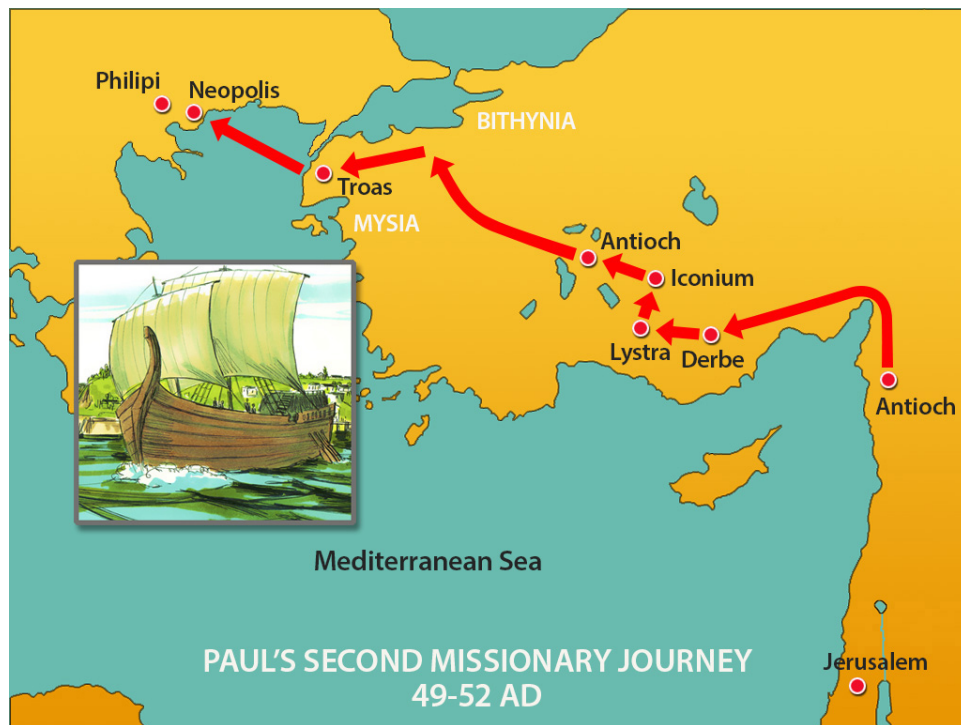 Philipi
Neopolis
BITHYNIA
Troas
MYSIA
Antioch
Iconium
Lystra
Derbe
Antioch
Mediterranean Sea
PAUL'S SECOND MISSIONARY JOURNEY
49-52 AD
Jerusalem